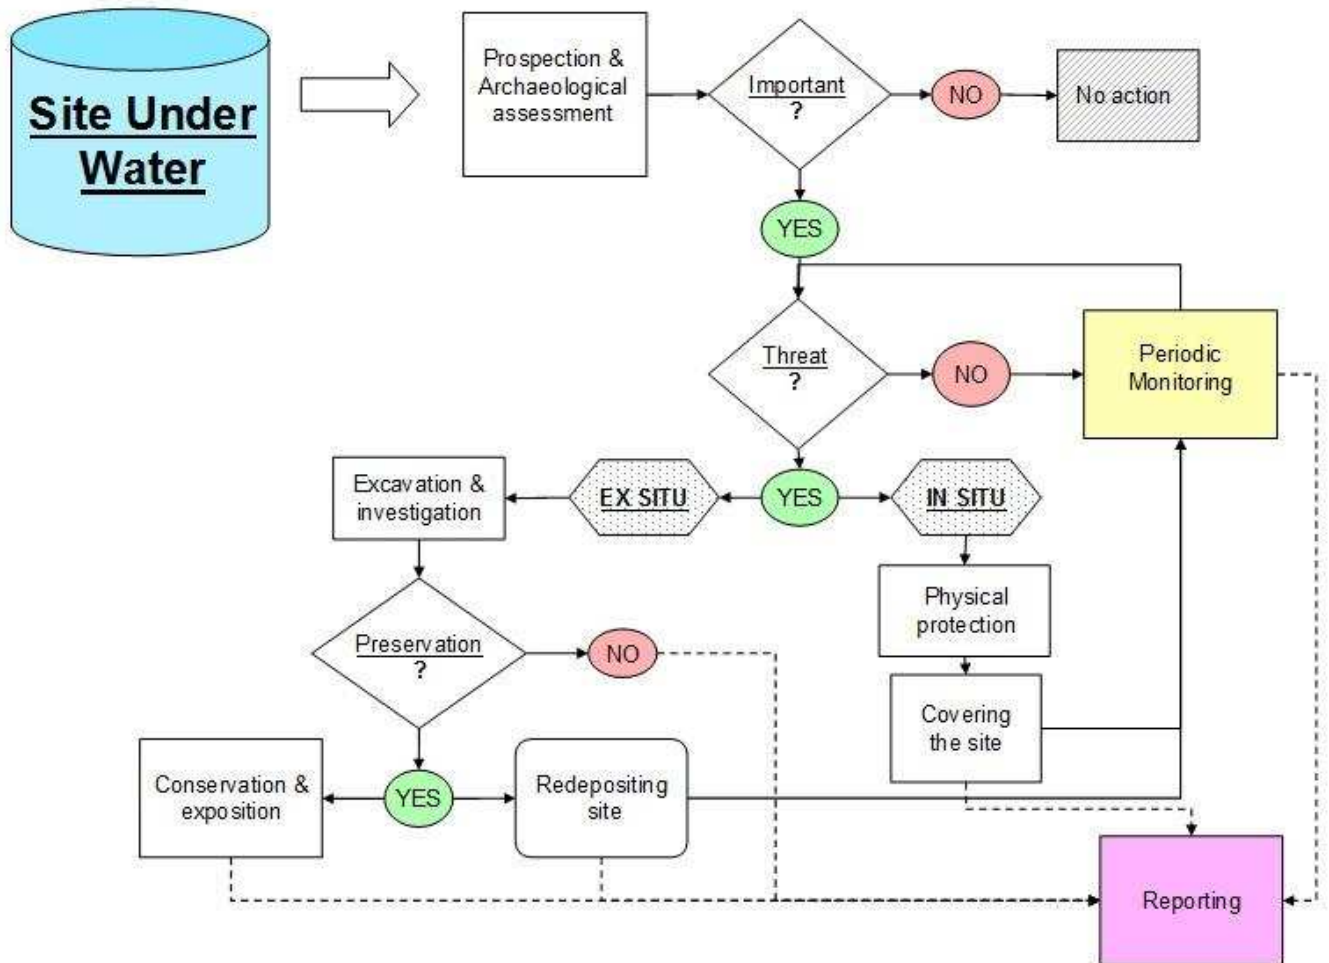 Site Under
Water
Prospection &
Archaeological
assessment
Important
?
NO
No action
YES
Threat
?
NO
Periodic
Monitoring
Excavation &
investigation
EX SITU
YES
IN SITU
Physical
protection
Preservation
?
NO
Covering
the site
Conservation &
exposition
YES
Redepositing
site
Reporting